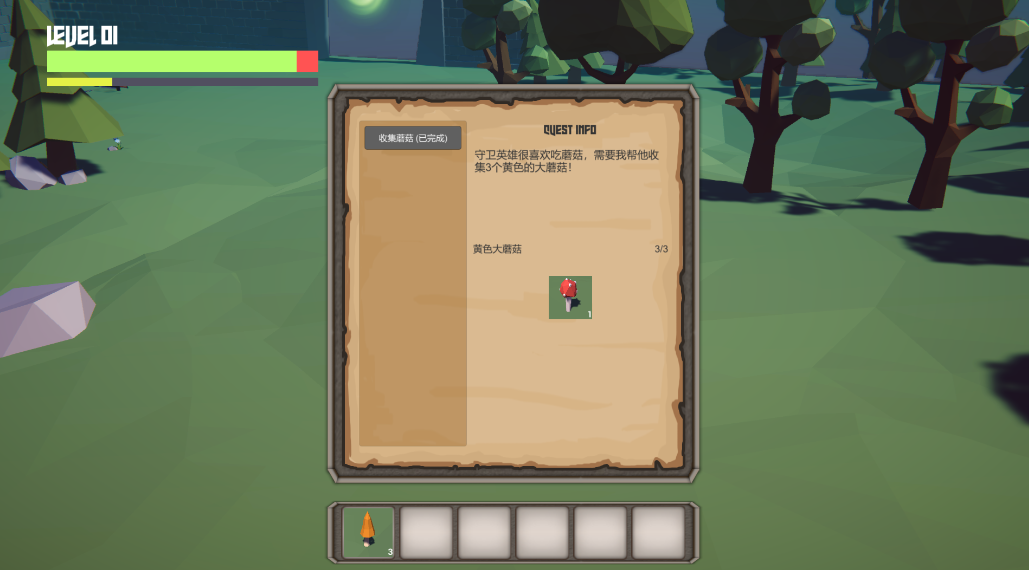 LEVEL 01
收集蘑菇 (已完成)
QUEST INFO
守卫英雄很喜欢吃蘑菇，需要我帮他收
集3个黄色的大蘑菇！
黄色大蘑菇 3/3
1
3